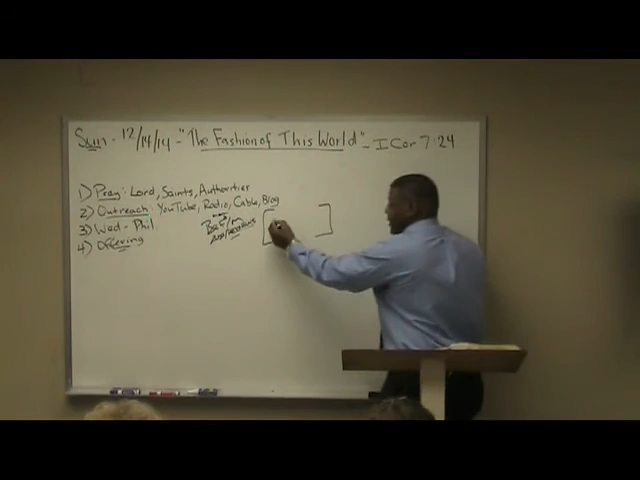 Sun - 12/14/14 - "The Fashion of This World" - I Cor 7:24
1) Pray: Lord, Saints, Authorities
2) Outreach: YouTube, Radio, Cable, Blog
3) Wed - Phil
4) Offering